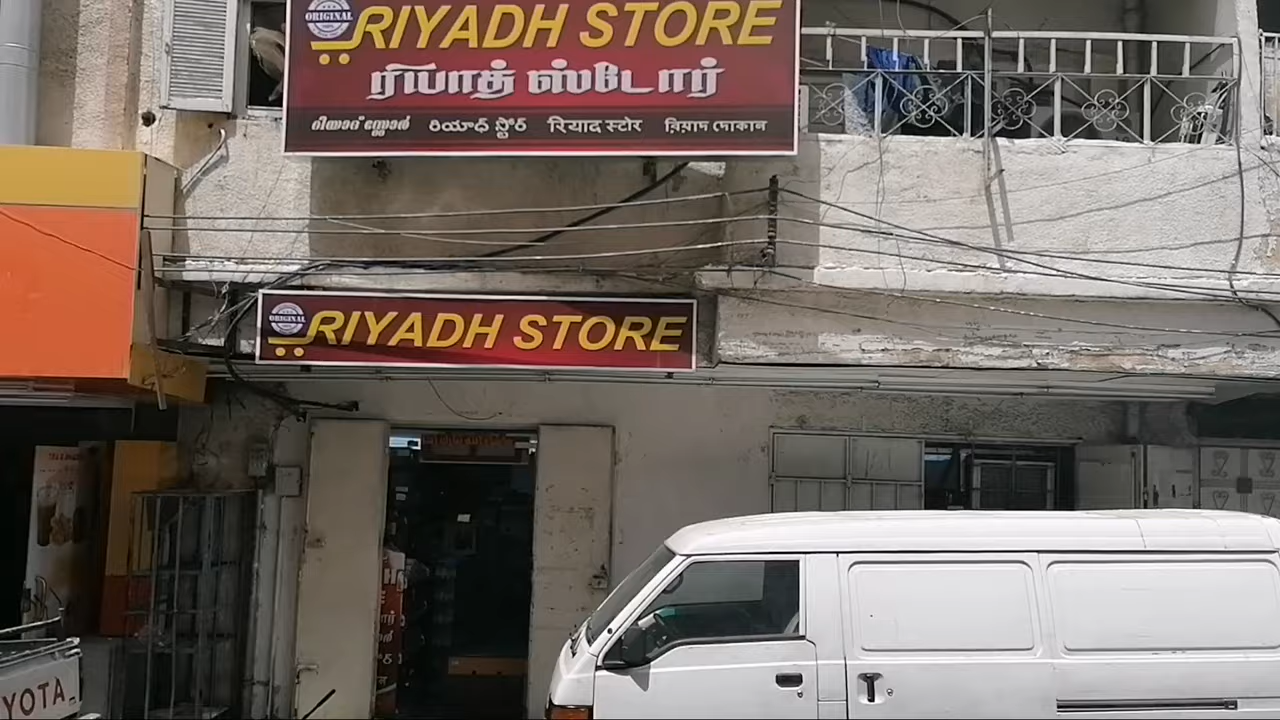 ORIGINAL
RIYADH STORE
ரியாத் ஸ்டோர்
റിയാദ് സ്റ്റോർ రియాధ్ స్టోర్ रियाद स्टोर রিয়াদ দোকান
ORIGINAL
RIYADH STORE
YOTA